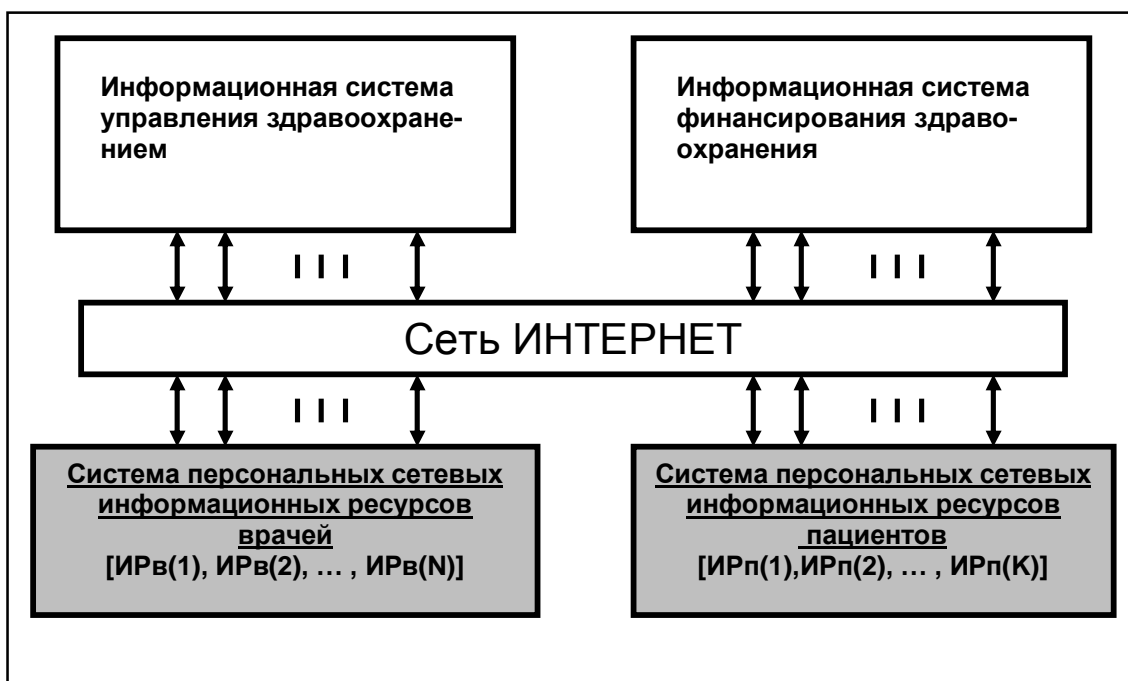 Информационная система
управления здравоохране-
нием
Информационная система
финансирования здраво-
охранения
I I I
I I I
Сеть ИНТЕРНЕТ
I I I
I I I
Система персональных сетевых
информационных ресурсов
врачей
[ИРв(1), ИРв(2), … , ИРв(N)]
Система персональных сетевых
информационных ресурсов
пациентов
[ИРп(1),ИРп(2), … , ИРп(K)]